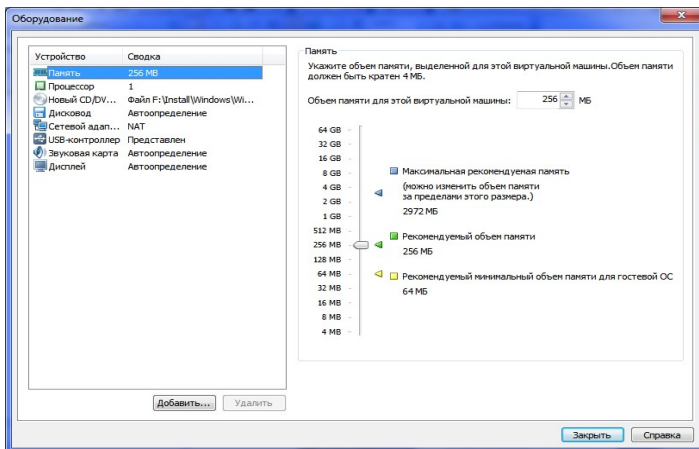 Оборудование
Устройство Сводка
Память 256 MB
Процессор 1
Новый CD/DV... Файл F:\Install\Windows\Wi...
Дисковод Автоопределение
Сетевой адап... NAT
USB-контроллер Представлен
Звуковая карта Автоопределение
Дисплей Автоопределение
Добавить... Удалить
Память
Укажите объем памяти, выделенной для этой виртуальной машины.Объем памяти
должен быть кратен 4 МБ.
Объем памяти для этой виртуальной машины: 256 МБ
64 GB
32 GB
16 GB
8 GB
4 GB
2 GB
1 GB
512 MB
256 MB
128 MB
64 MB
32 MB
16 MB
8 MB
4 MB
Максимальная рекомендуемая память
(можно изменить объем памяти
за пределами этого размера.)
2972 МБ
Рекомендуемый объем памяти
256 МБ
Рекомендуемый минимальный объем памяти для гостевой ОС
64 МБ
Закрыть Справка